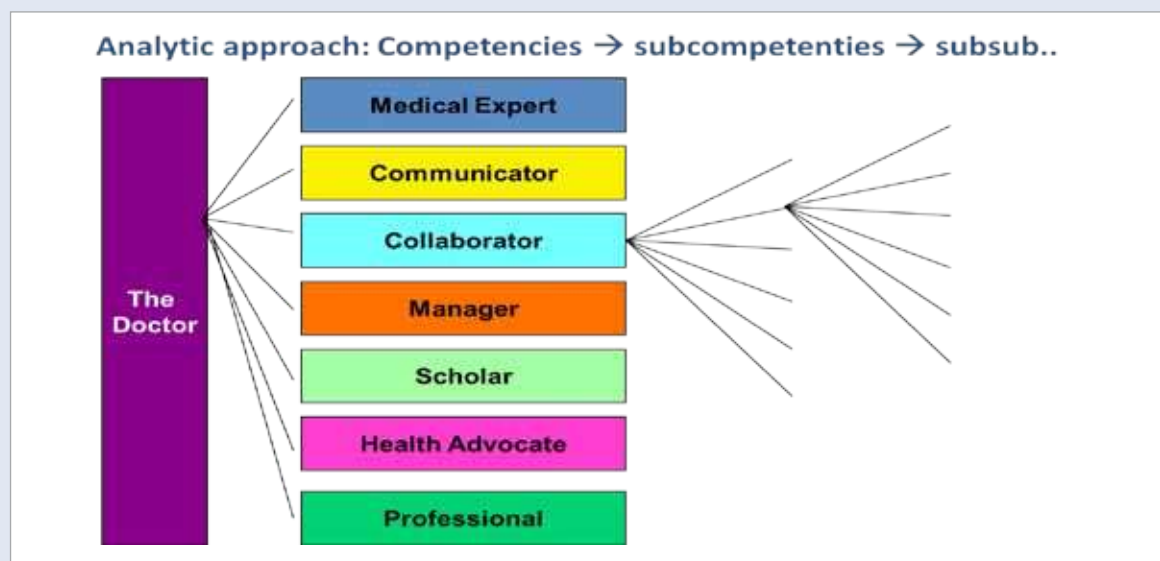 Analytic approach: Competencies → subcompetenties → subsub..
Medical Expert
Communicator
Collaborator
The
Doctor
Manager
Scholar
Health Advocate
Professional